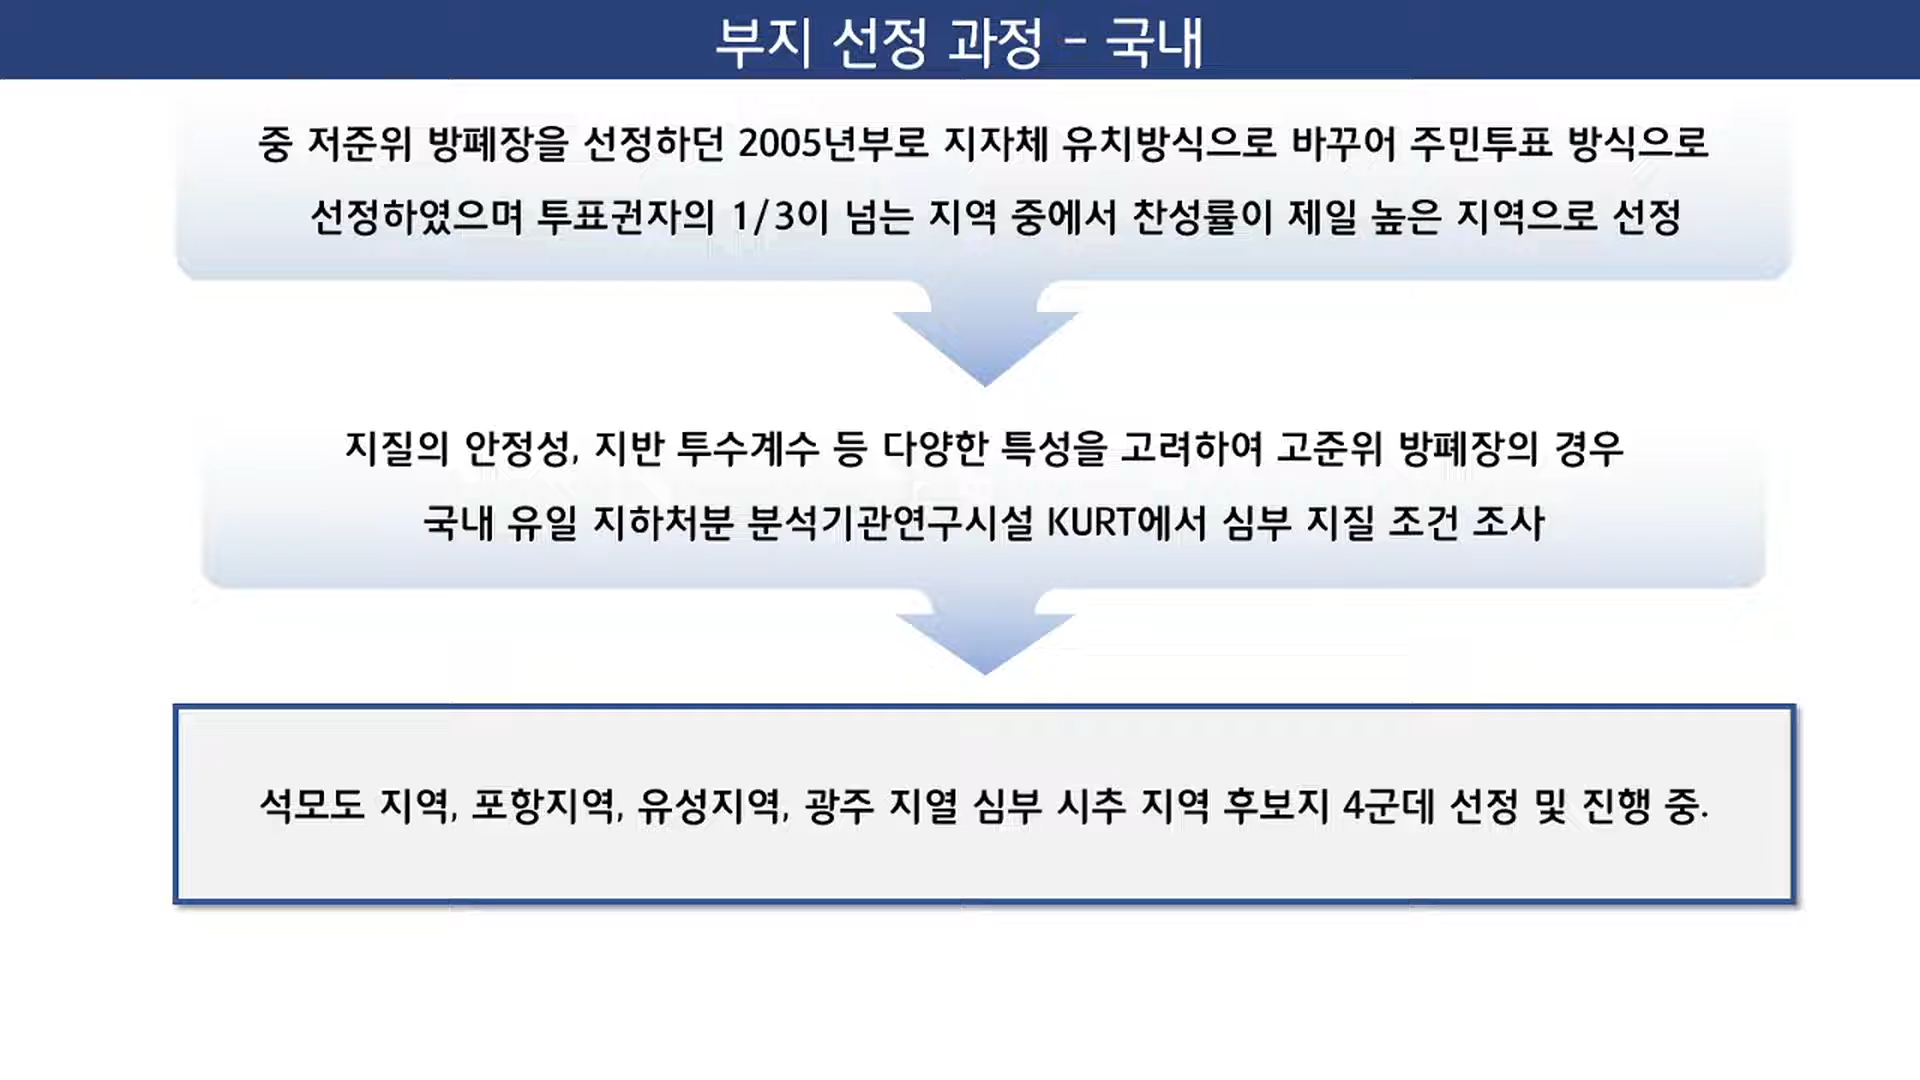 부지 선정 과정 - 국내
중 저준위 방폐장을 선정하던 2005년부로 지자체 유치방식으로 바꾸어 주민투표 방식으로
선정하였으며 투표권자의 1/3이 넘는 지역 중에서 찬성률이 제일 높은 지역으로 선정
지질의 안정성, 지반 투수계수 등 다양한 특성을 고려하여 고준위 방폐장의 경우
국내 유일 지하처분 분석기관연구시설 KURT에서 심부 지질 조건 조사
석모도 지역, 포항지역, 유성지역, 광주 지열 심부 시추 지역 후보지 4군데 선정 및 진행 중.